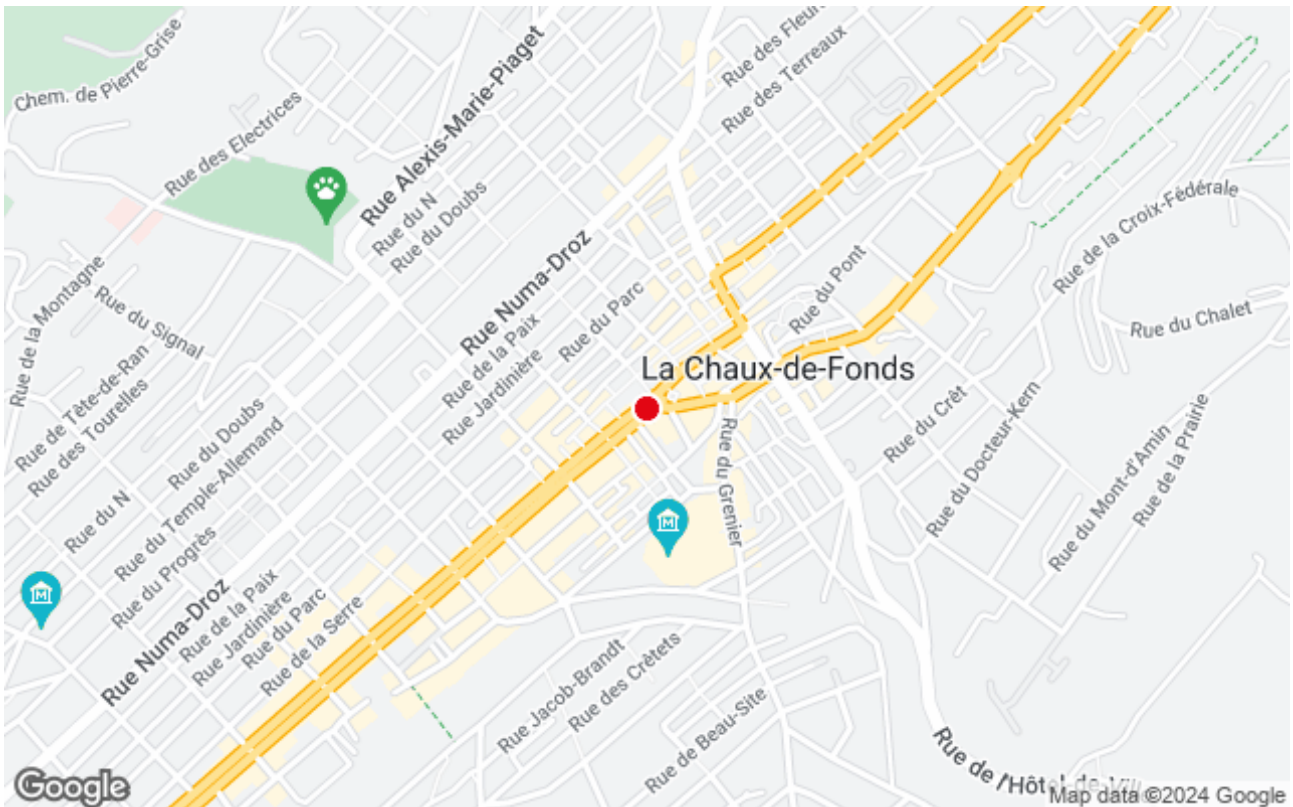 Rue des Fleur
Rue des Terreaux
Chem. de Pierre-Grise
Rue des Electrices
Rue Alexis-Marie-Piaget
Rue du N
Rue du Doubs
Rue Numa-Droz
Rue du Parc
Rue de la Paix
Rue Jardinière
Rue du Pont
Rue de la Croix-Fédérale
Rue du Chalet
Rue de la Montagne
Rue du Signal
Rue de Tête-de-Ran
Rue des Tourelles
La Chaux-de-Fonds
Rue du Doubs
Rue du Temple-Allemand
Rue du N
Rue du Progrès
Rue du Grenier
Rue du Crêt
Rue du Docteur-Kern
Rue du Mont-d'Amin
Rue de la Prairie
M
M
Rue Numa-Droz
Rue de la Paix
Rue Jardinière
Rue du Parc
Rue de la Serre
Rue Jacob-Brandt
Rue des Crêtets
Rue de Beau-Site
Rue de l'Hôtel-de-Vil
Google
Map data ©2024 Google